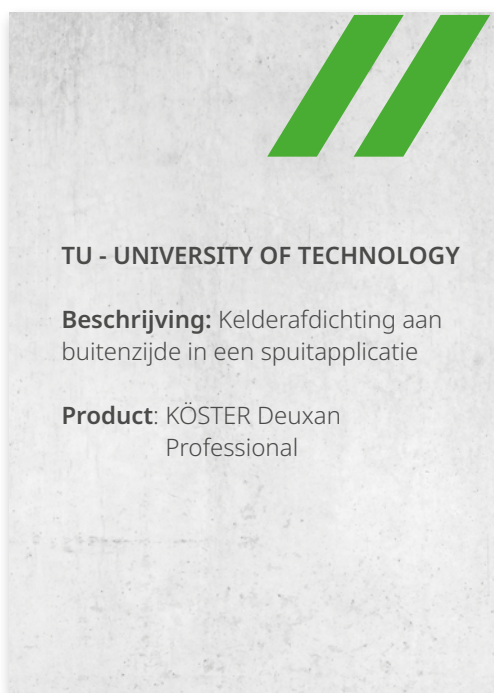 TU - UNIVERSITY OF TECHNOLOGY
Beschrijving: Kelderafdichting aan
buitenzijde in een spuitapplicatie
Product: KÖSTER Deuxan
Professional